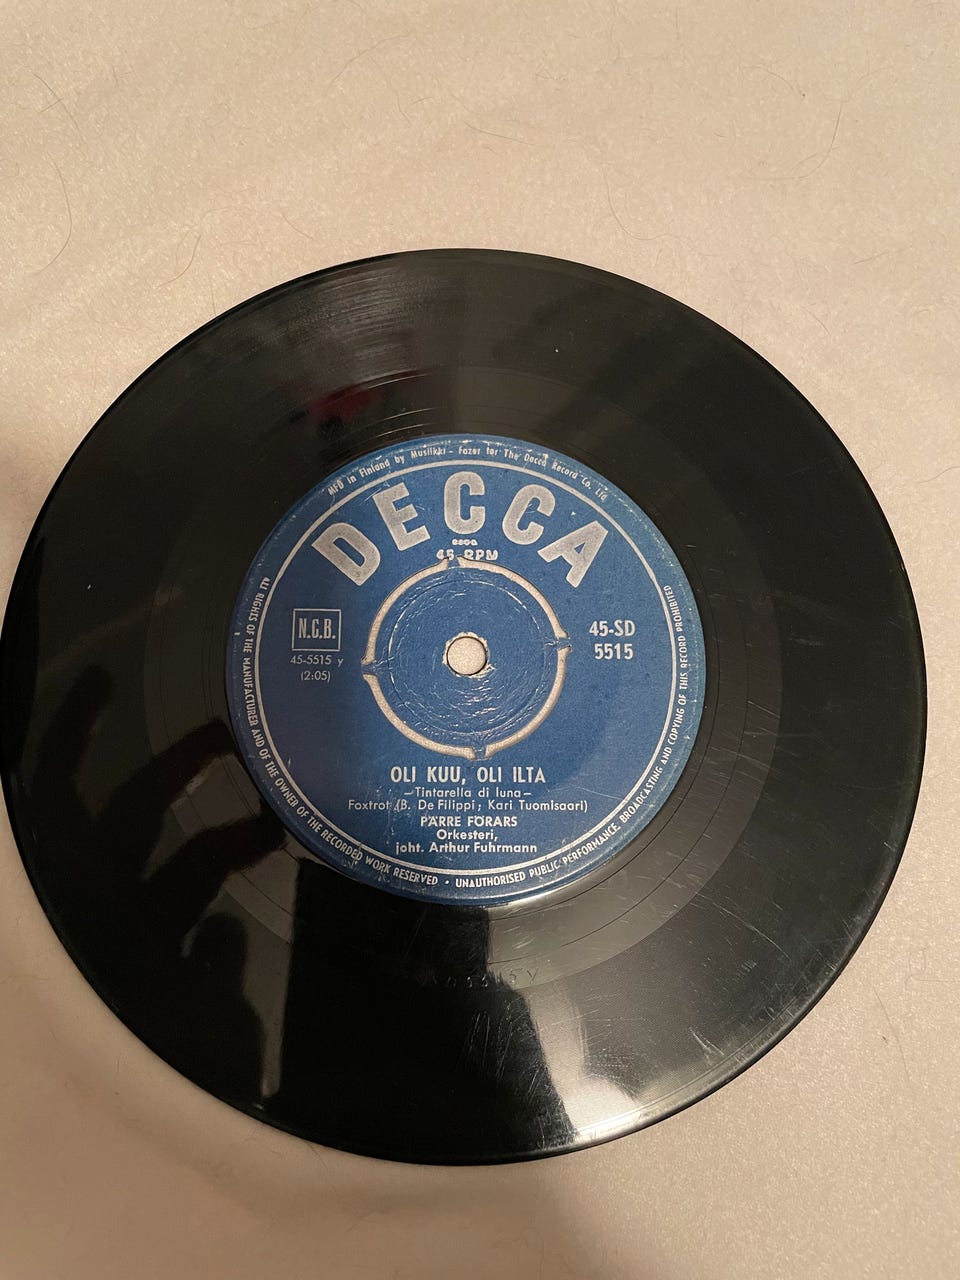 MFD in Finland by Musiikki - Fazer for The Decca Record Co. Ltd
DECCA
45 RPM
N.C.B.
45-5515 y
(2:05)
45-SD
5515
OLI KUU, OLI ILTA
—Tintarella di luna—
Foxtrot (B. De Filippi; Kari Tuomisaari)
PÄRRE FÖRARS
Orkesteri,
joht. Arthur Fuhrmann
ALL RIGHTS OF THE MANUFACTURER AND OF THE OWNER OF THE RECORDED WORK RESERVED • UNAUTHORISED PUBLIC PERFORMANCE BROADCASTING AND COPYING OF THIS RECORD PROHIBITED